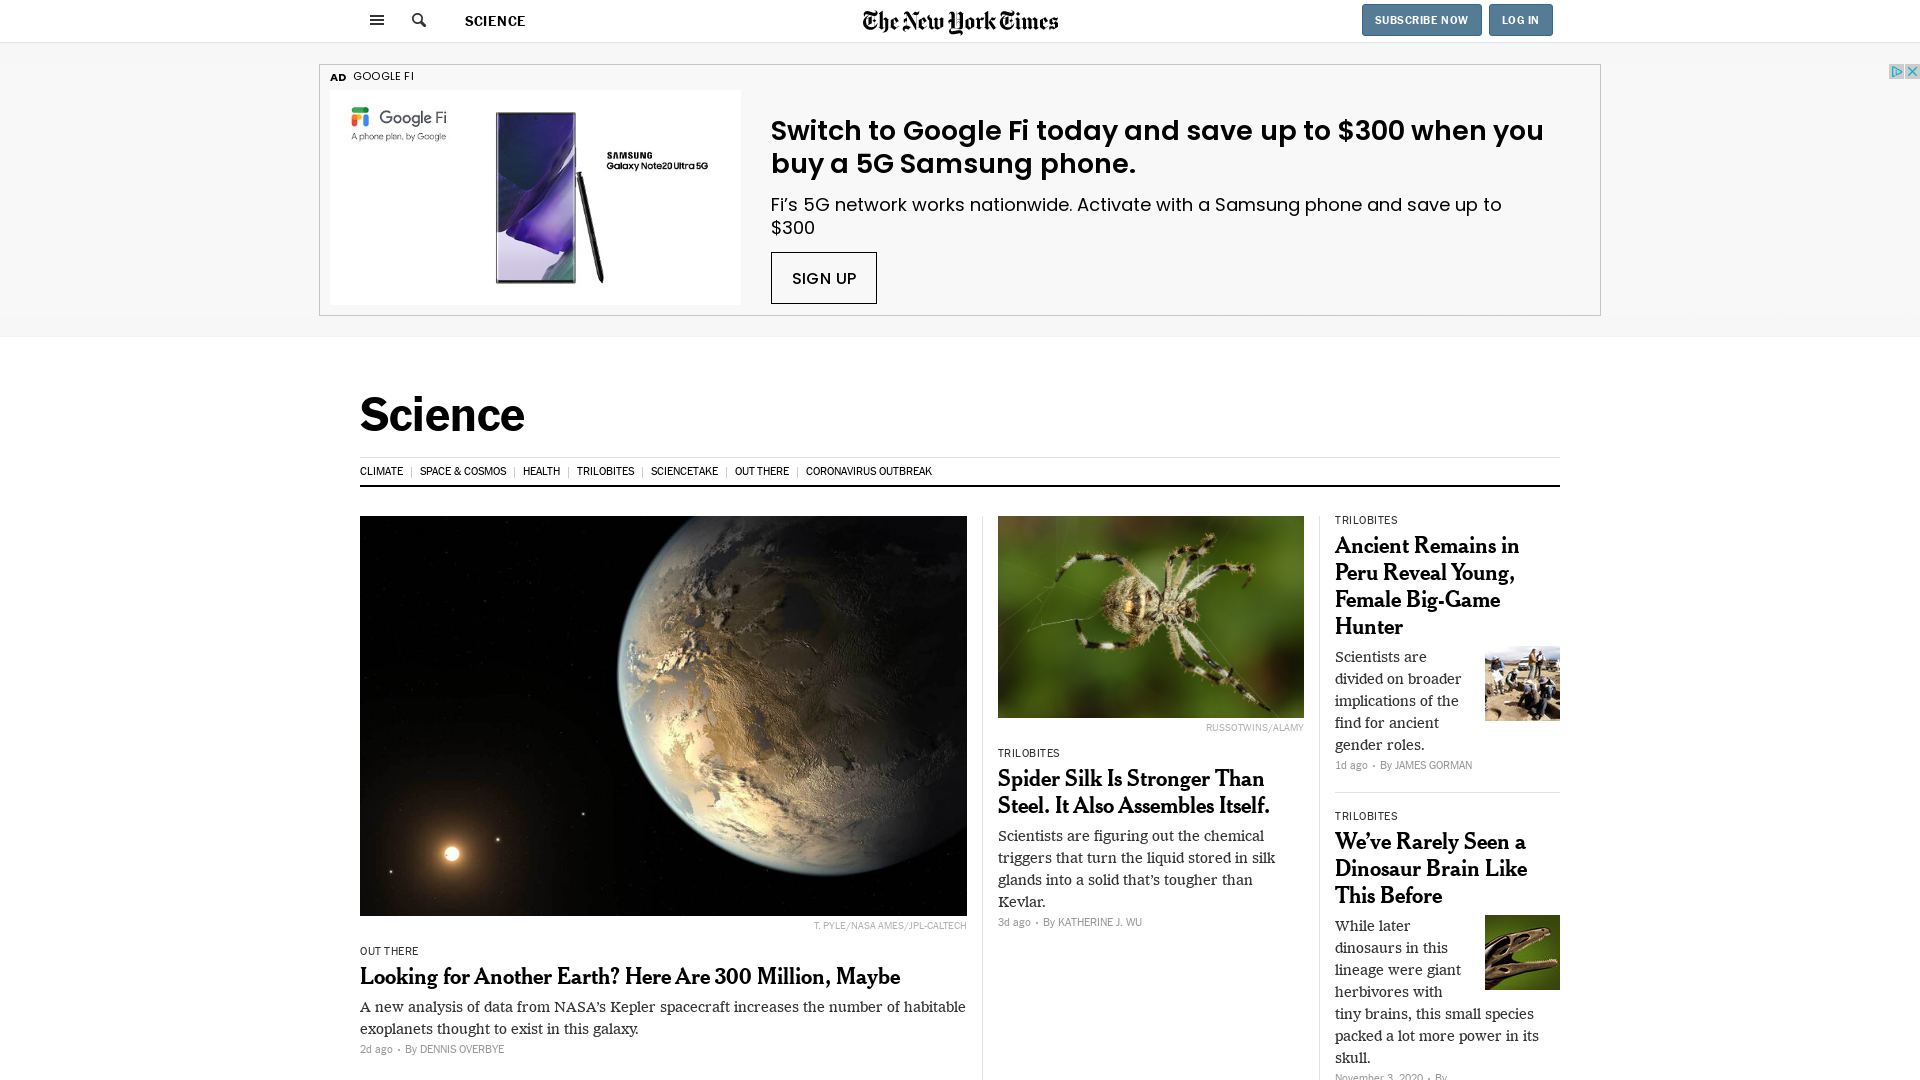 SCIENCE
The New York Times
SUBSCRIBE NOW
LOG IN
AD GOOGLE FI
Google Fi
A phone plan, by Google
SAMSUNG
Galaxy Note20 Ultra 5G
Switch to Google Fi today and save up to $300 when you
buy a 5G Samsung phone.
Fi’s 5G network works nationwide. Activate with a Samsung phone and save up to
$300
SIGN UP
Science
CLIMATE | SPACE & COSMOS | HEALTH | TRILOBITES | SCIENCETAKE | OUT THERE | CORONAVIRUS OUTBREAK
T. PYLE/NASA AMES/JPL-CALTECH
OUT THERE
Looking for Another Earth? Here Are 300 Million, Maybe
A new analysis of data from NASA’s Kepler spacecraft increases the number of habitable
exoplanets thought to exist in this galaxy.
2d ago • By DENNIS OVERBYE
RUSSOTWINS/ALAMY
TRILOBITES
Spider Silk Is Stronger Than
Steel. It Also Assembles Itself.
Scientists are figuring out the chemical
triggers that turn the liquid stored in silk
glands into a solid that’s tougher than
Kevlar.
3d ago • By KATHERINE J. WU
TRILOBITES
Ancient Remains in
Peru Reveal Young,
Female Big-Game
Hunter
Scientists are
divided on broader
implications of the
find for ancient
gender roles.
1d ago • By JAMES GORMAN
TRILOBITES
We’ve Rarely Seen a
Dinosaur Brain Like
This Before
While later
dinosaurs in this
lineage were giant
herbivores with
tiny brains, this small species
packed a lot more power in its
skull.
November 3, 2020 • By